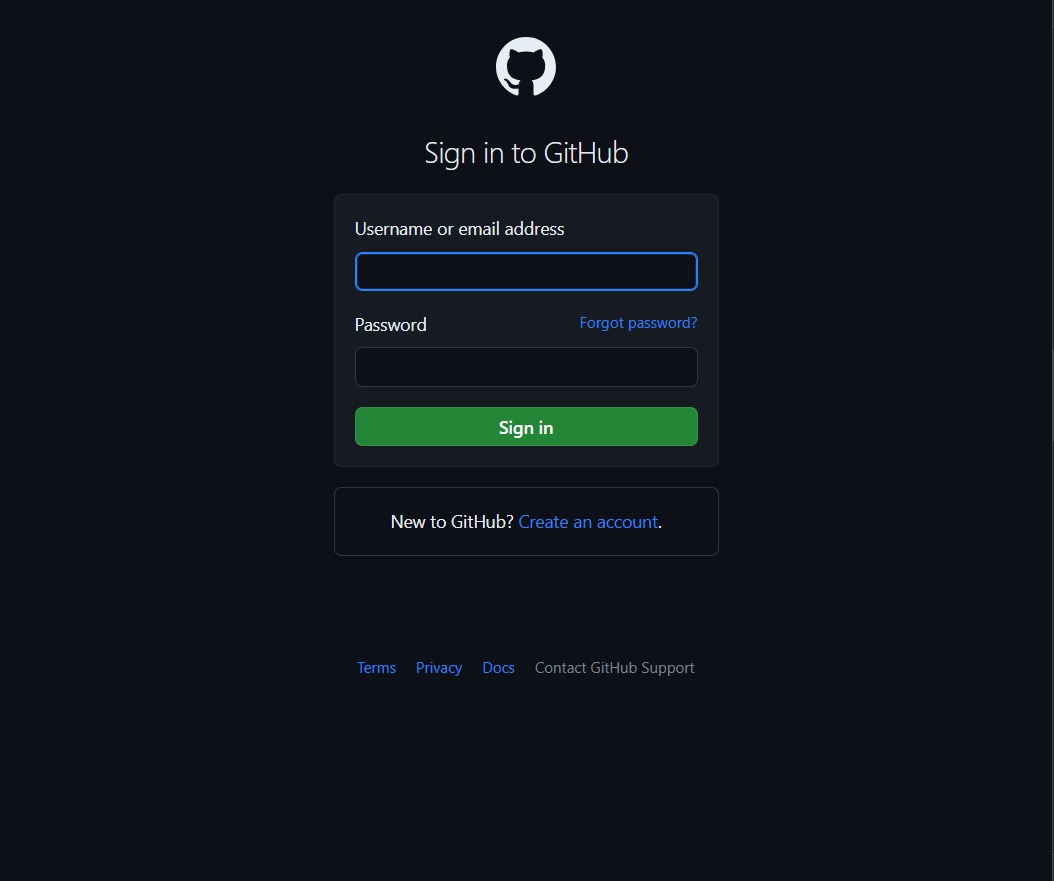 Sign in to GitHub
Username or email address
Password Forgot password?
Sign in
New to GitHub? Create an account.
Terms Privacy Docs Contact GitHub Support